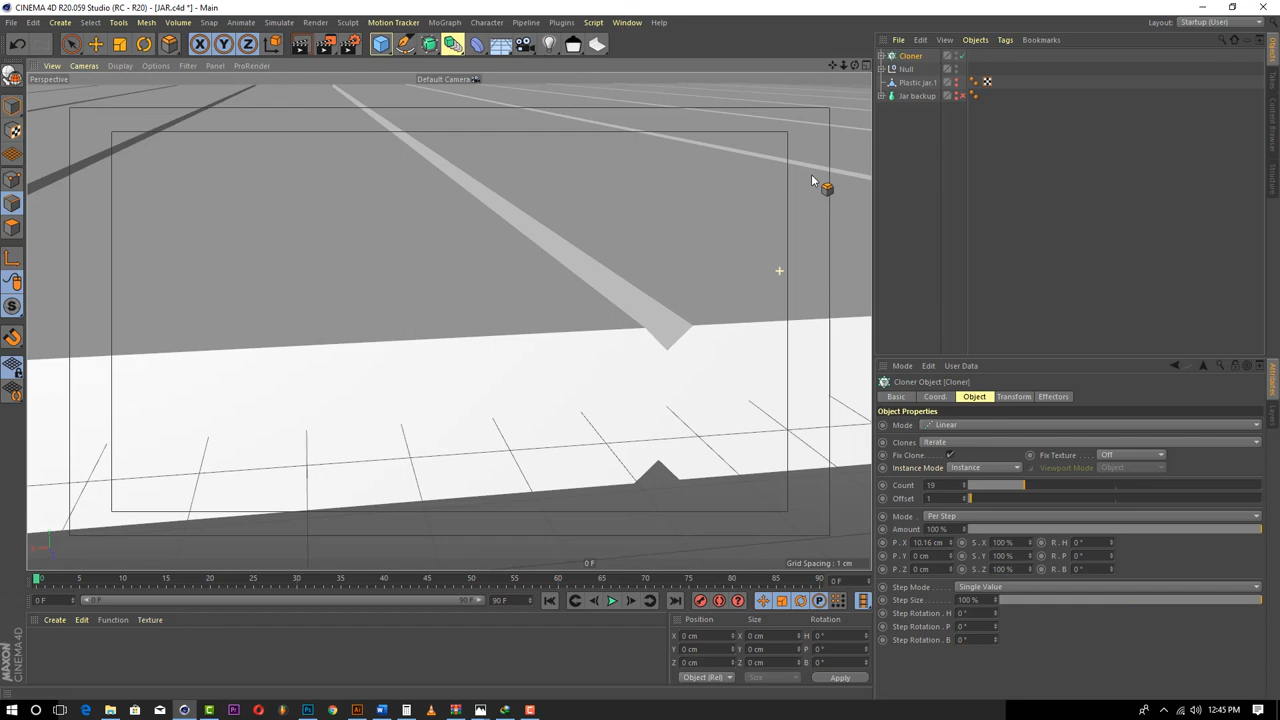 CINEMA 4D R20.059 Studio (RC - R20) - [JAR.c4d *] - Main
File Edit Create Select Tools Mesh Volume Snap Animate Simulate Render Sculpt Motion Tracker MoGraph Character Pipeline Plugins Script Window Help
Layout: Startup (User)
X Y Z
View Cameras Display Options Filter Panel ProRender
Perspective
Default Camera
Grid Spacing : 1 cm
0 F
0 5 10 15 20 25 30 35 40 45 50 55 60 65 70 75 80 85 90 0 F
0 F 0 F 90 F 90 F
Create Edit Function Texture
Position Size Rotation
X 0 cm X 0 cm H 0 °
Y 0 cm Y 0 cm P 0 °
Z 0 cm Z 0 cm B 0 °
Object (Rel) Size Apply
MAXON CINEMA 4D
File Edit View Objects Tags Bookmarks
Cloner
Null
Plastic jar.1
Jar backup
Objects
Content Browser
Structure
Mode Edit User Data
Cloner Object [Cloner]
Basic Coord. Object Transform Effectors
Object Properties
Mode Linear
Clones Iterate
Fix Clone Fix Texture Off
Instance Mode Instance Viewport Mode Object
Count 19
Offset 1
Mode Per Step
Amount 100 %
P . X 10.16 cm S . X 100 % R . H 0 °
P . Y 0 cm S . Y 100 % R . P 0 °
P . Z 0 cm S . Z 100 % R . B 0 °
Step Mode Single Value
Step Size 100 %
Step Rotation . H 0 °
Step Rotation . P 0 °
Step Rotation . B 0 °
Attributes
Layers
12:45 PM